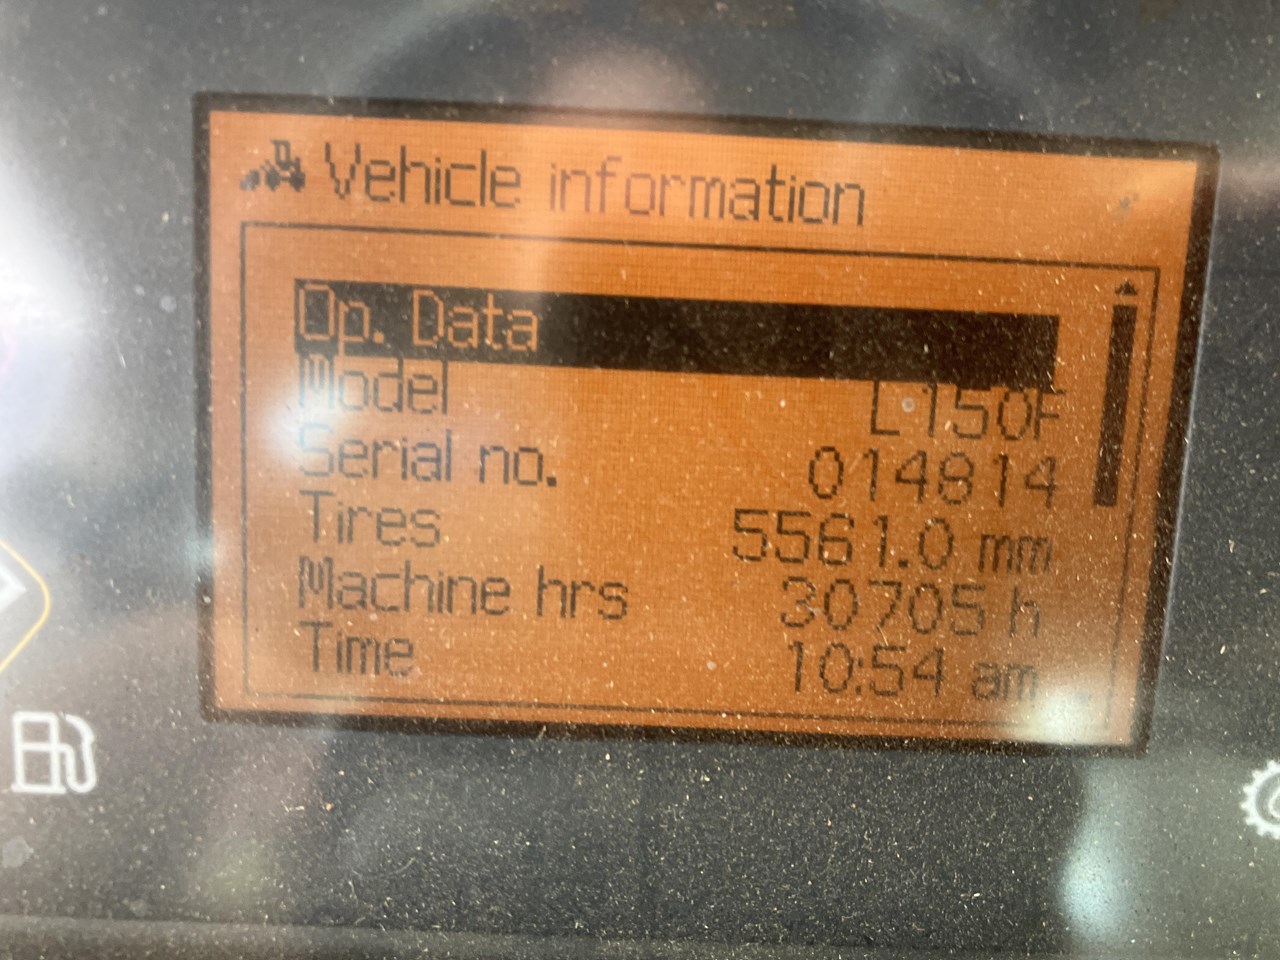 Vehicle information
Op. Data
Model L150F
Serial no. 014814
Tires 5561.0 mm
Machine hrs 30705 h
Time 10:54 am